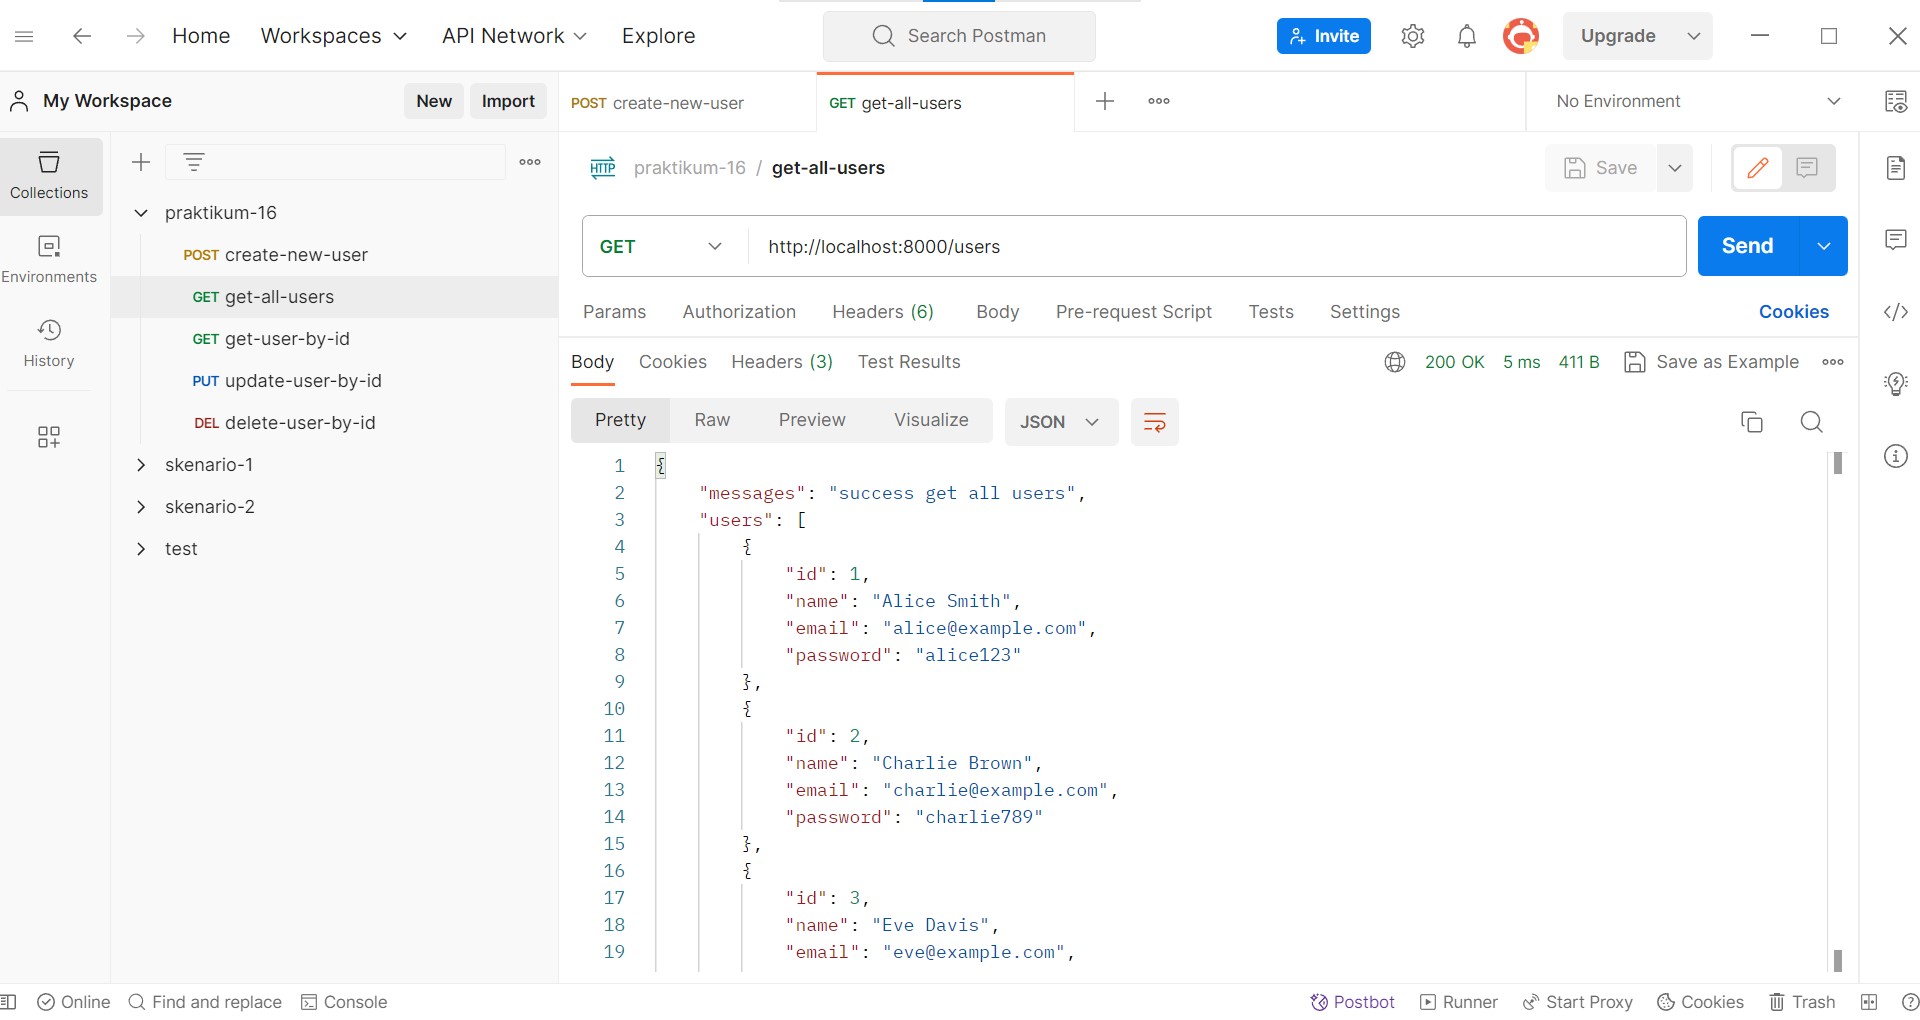 Home Workspaces API Network Explore Search Postman Invite Upgrade
My Workspace New Import POST create-new-user GET get-all-users No Environment
Collections
Environments
History
praktikum-16
POST create-new-user
GET get-all-users
GET get-user-by-id
PUT update-user-by-id
DEL delete-user-by-id
skenario-1
skenario-2
test
HTTP praktikum-16 / get-all-users Save
GET http://localhost:8000/users Send
Params Authorization Headers (6) Body Pre-request Script Tests Settings Cookies
Body Cookies Headers (3) Test Results 200 OK 5 ms 411 B Save as Example
Pretty Raw Preview Visualize JSON
1 {
2 "messages": "success get all users",
3 "users": [
4 {
5 "id": 1,
6 "name": "Alice Smith",
7 "email": "alice@example.com",
8 "password": "alice123"
9 },
10 {
11 "id": 2,
12 "name": "Charlie Brown",
13 "email": "charlie@example.com",
14 "password": "charlie789"
15 },
16 {
17 "id": 3,
18 "name": "Eve Davis",
19 "email": "eve@example.com",
Online Find and replace Console Postbot Runner Start Proxy Cookies Trash